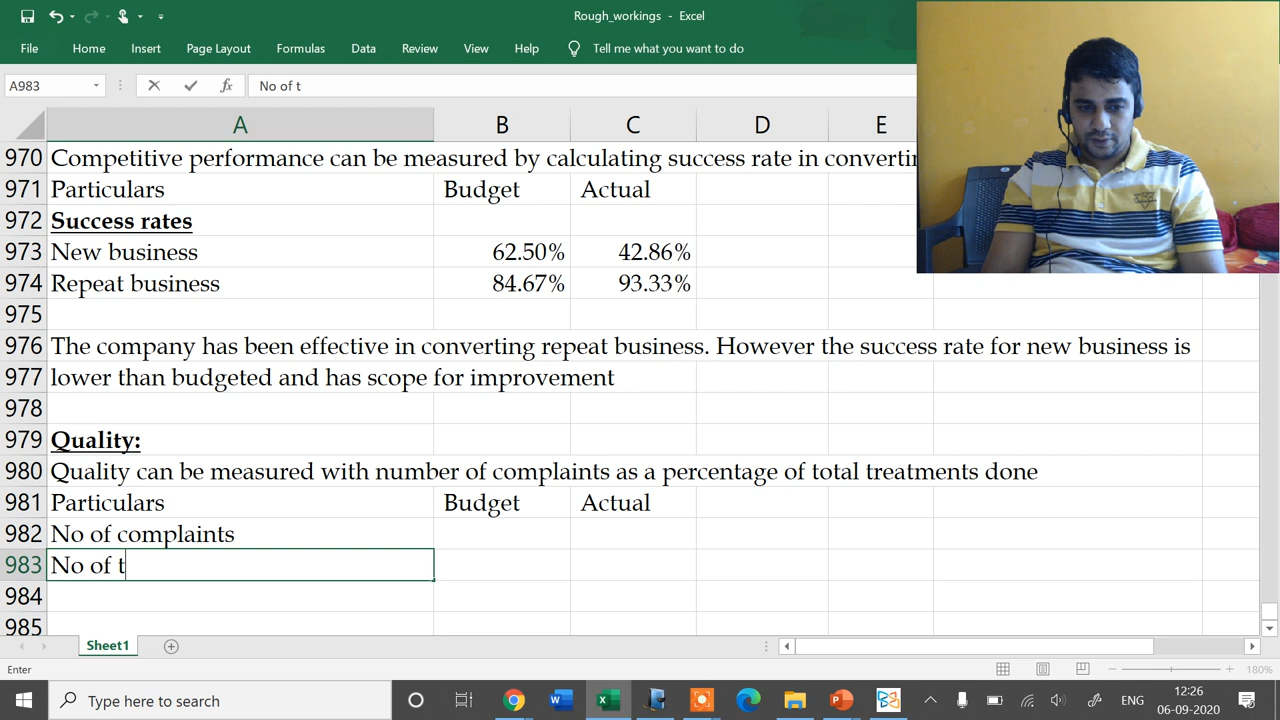 Rough_workings - Excel
File Home Insert Page Layout Formulas Data Review View Help Tell me what you want to do
A983 fx No of t
A B C D E
970 Competitive performance can be measured by calculating success rate in convertin
971 Particulars Budget Actual
972 Success rates
973 New business 62.50% 42.86%
974 Repeat business 84.67% 93.33%
975
976 The company has been effective in converting repeat business. However the success rate for new business is
977 lower than budgeted and has scope for improvement
978
979 Quality:
980 Quality can be measured with number of complaints as a percentage of total treatments done
981 Particulars Budget Actual
982 No of complaints
983 No of t
984
985
Sheet1
Enter 180%
Type here to search ENG 12:26
06-09-2020